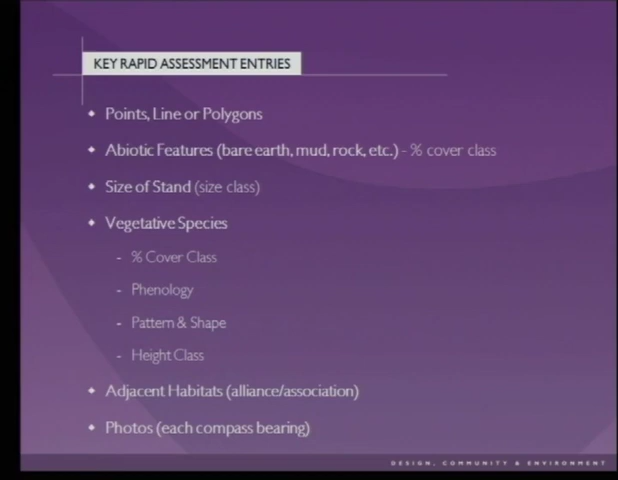 KEY RAPID ASSESSMENT ENTRIES
Points, Line or Polygons
Abiotic Features (bare earth, mud, rock, etc.) - % cover class
Size of Stand (size class)
Vegetative Species
- % Cover Class
- Phenology
- Pattern & Shape
- Height Class
Adjacent Habitats (alliance/association)
Photos (each compass bearing)
DESIGN, COMMUNITY & ENVIRONMENT